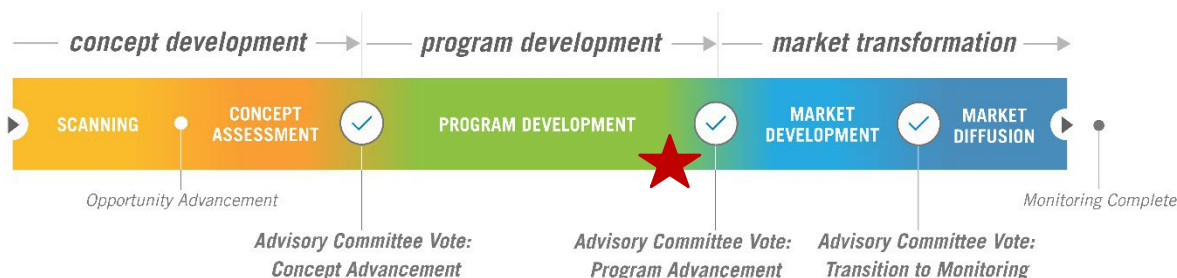 concept development
program development
market transformation
SCANNING
CONCEPT
ASSESSMENT
PROGRAM DEVELOPMENT
MARKET
DEVELOPMENT
MARKET
DIFFUSION
Opportunity Advancement
Monitoring Complete
Advisory Committee Vote:
Concept Advancement
Advisory Committee Vote:
Program Advancement
Advisory Committee Vote:
Transition to Monitoring